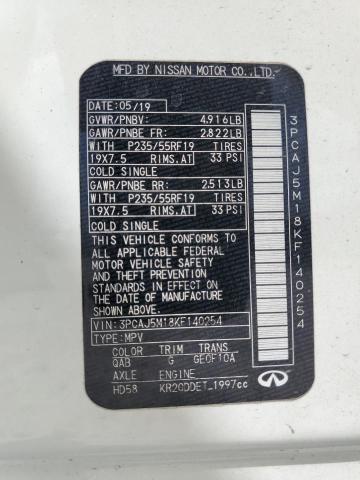 MFD BY NISSAN MOTOR CO.,LTD.
DATE:05/19
GVWR/PNBV: 4,916LB
GAWR/PNBE FR: 2,822LB
WITH P235/55RF19 TIRES
19X7.5 RIMS.AT 33 PSI
COLD SINGLE
GAWR/PNBE RR: 2,513LB
WITH P235/55RF19 TIRES
19X7.5 RIMS.AT 33 PSI
COLD SINGLE
THIS VEHICLE CONFORMS TO
ALL APPLICABLE FEDERAL
MOTOR VEHICLE SAFETY
AND THEFT PREVENTION
STANDARDS IN EFFECT ON
THE DATE OF MANUFACTURE
SHOWN ABOVE.
VIN: 3PCAJ5M18KF140254
TYPE: MPV
COLOR TRIM TRANS
QAB G GE0F10A
AXLE ENGINE
HD58 KR20DDET 1997cc
INFINITI
3PCAJ5M18KF140254